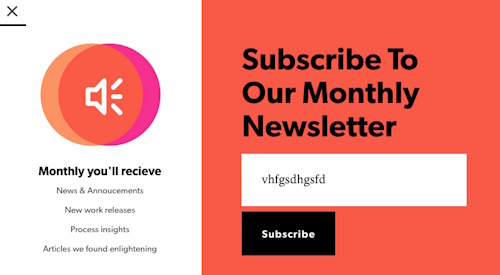 Monthly you'll recieve
News & Annoucements
New work releases
Process insights
Articles we found enlightening
Subscribe To
Our Monthly
Newsletter
vhfgsdhgsfd
Subscribe